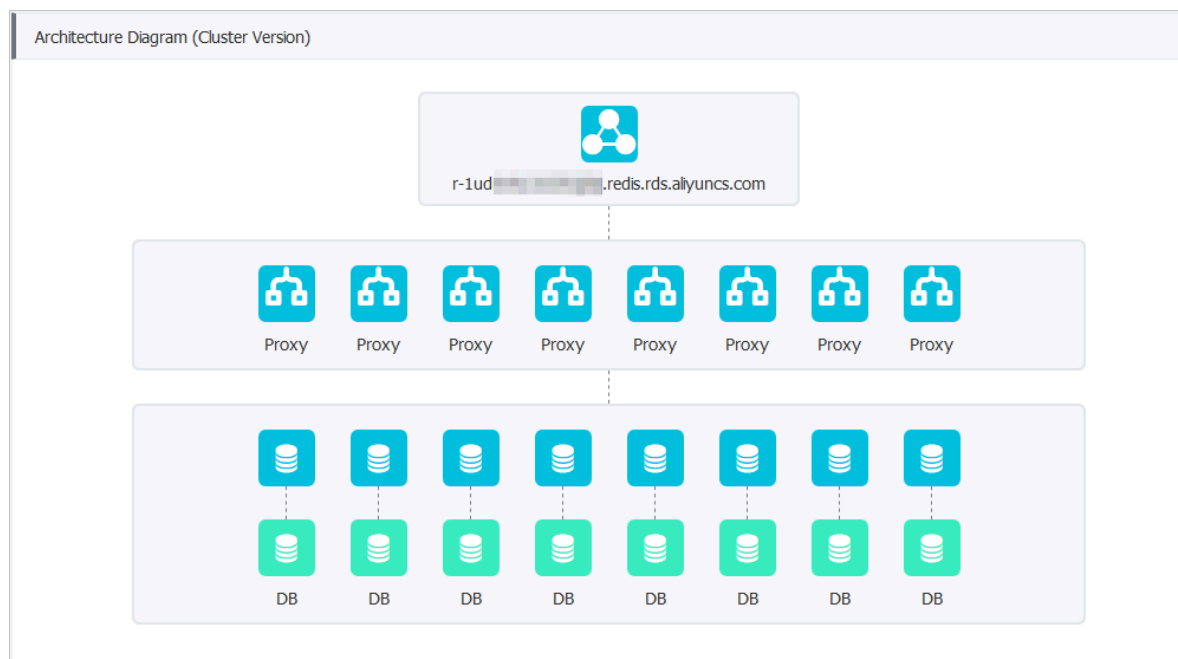 Architecture Diagram (Cluster Version)
r-1ud .redis.rds.aliyuncs.com
Proxy Proxy Proxy Proxy Proxy Proxy Proxy Proxy
DB DB DB DB DB DB DB DB